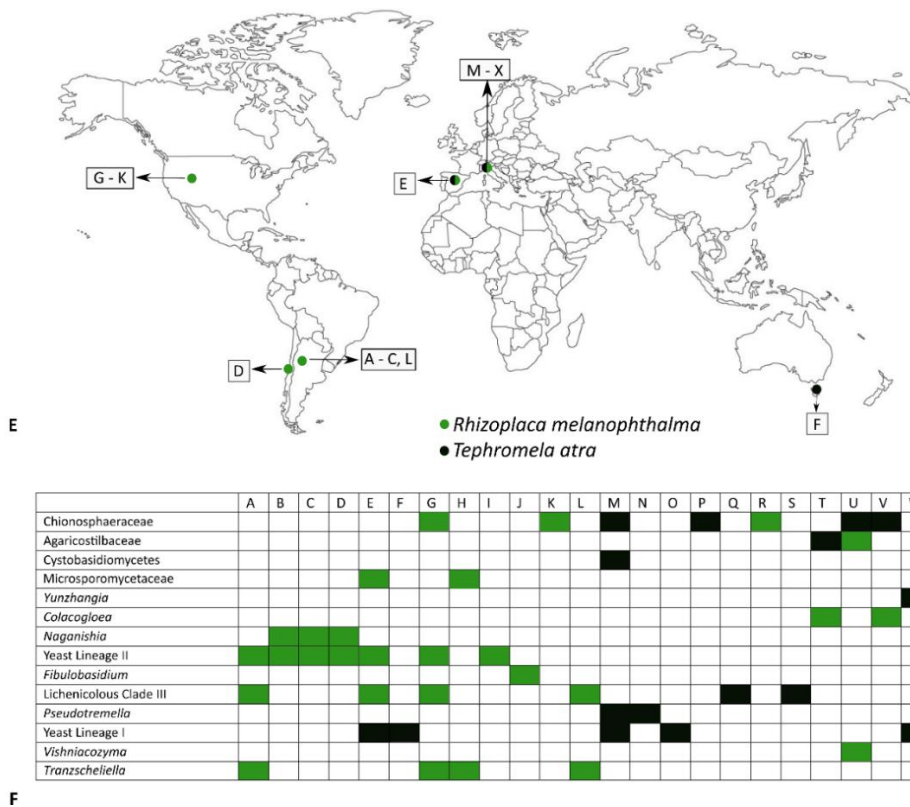 M - X
G - K
E
D
A - C, L
F
E
Rhizoplaca melanophthalma
Tephromela atra
A B C D E F G H I J K L M N O P Q R S T U V
Chionosphaeraceae
Agaricostilbaceae
Cystobasidiomycetes
Microsporomycetaceae
Yunzhangia
Colacogloea
Naganishia
Yeast Lineage II
Fibulobasidium
Lichenicolous Clade III
Pseudotremella
Yeast Lineage I
Vishniacozyma
Tranzscheliella
F